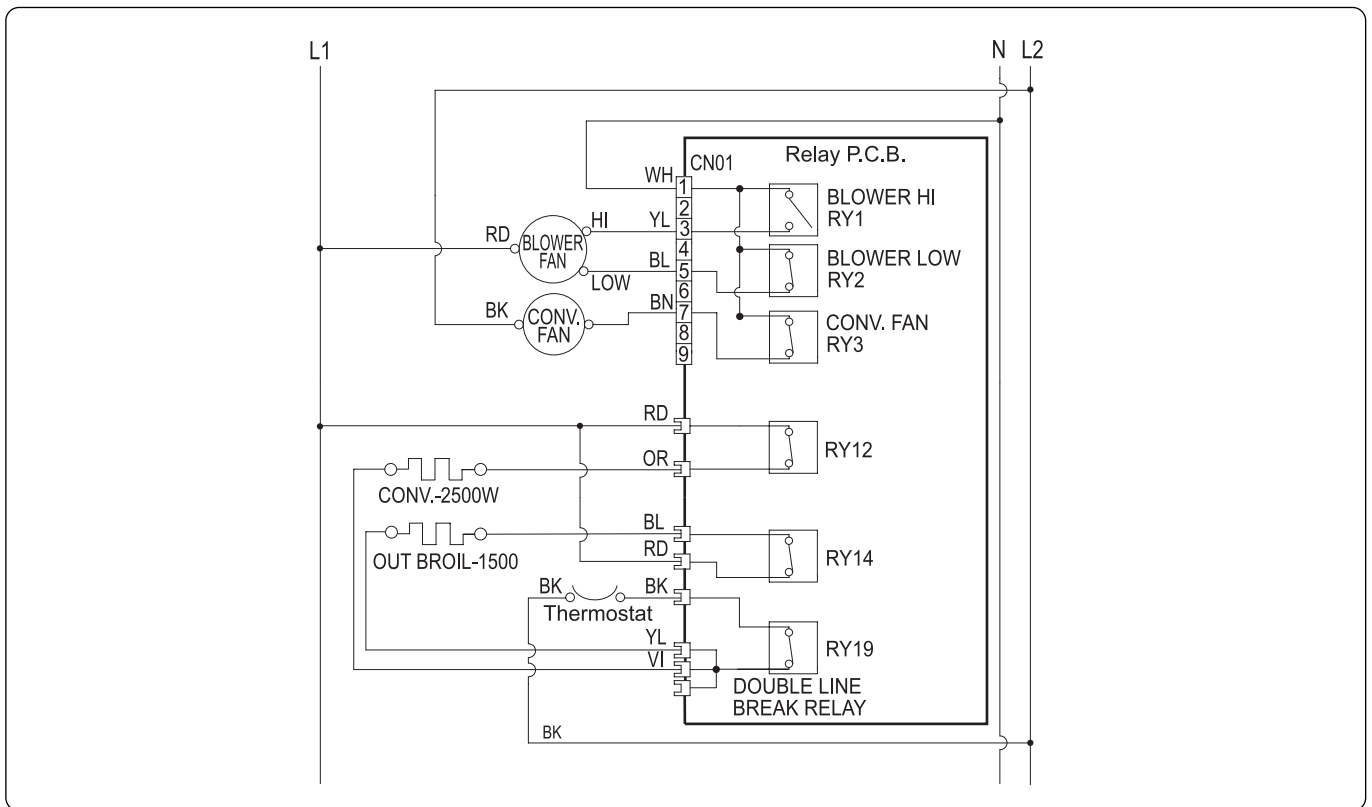 L1 N L2
Relay P.C.B.
CN01
WH 1
2
HI YL 3
RD BLOWER FAN
4
BL 5
LOW
6
BN 7
BK CONV. FAN
8
9
BLOWER HI
RY1
BLOWER LOW
RY2
CONV. FAN
RY3
RD
RY12
OR
CONV.-2500W
BL
RD
RY14
OUT BROIL-1500
BK BK
Thermostat
YL
VI
RY19
DOUBLE LINE
BREAK RELAY
BK